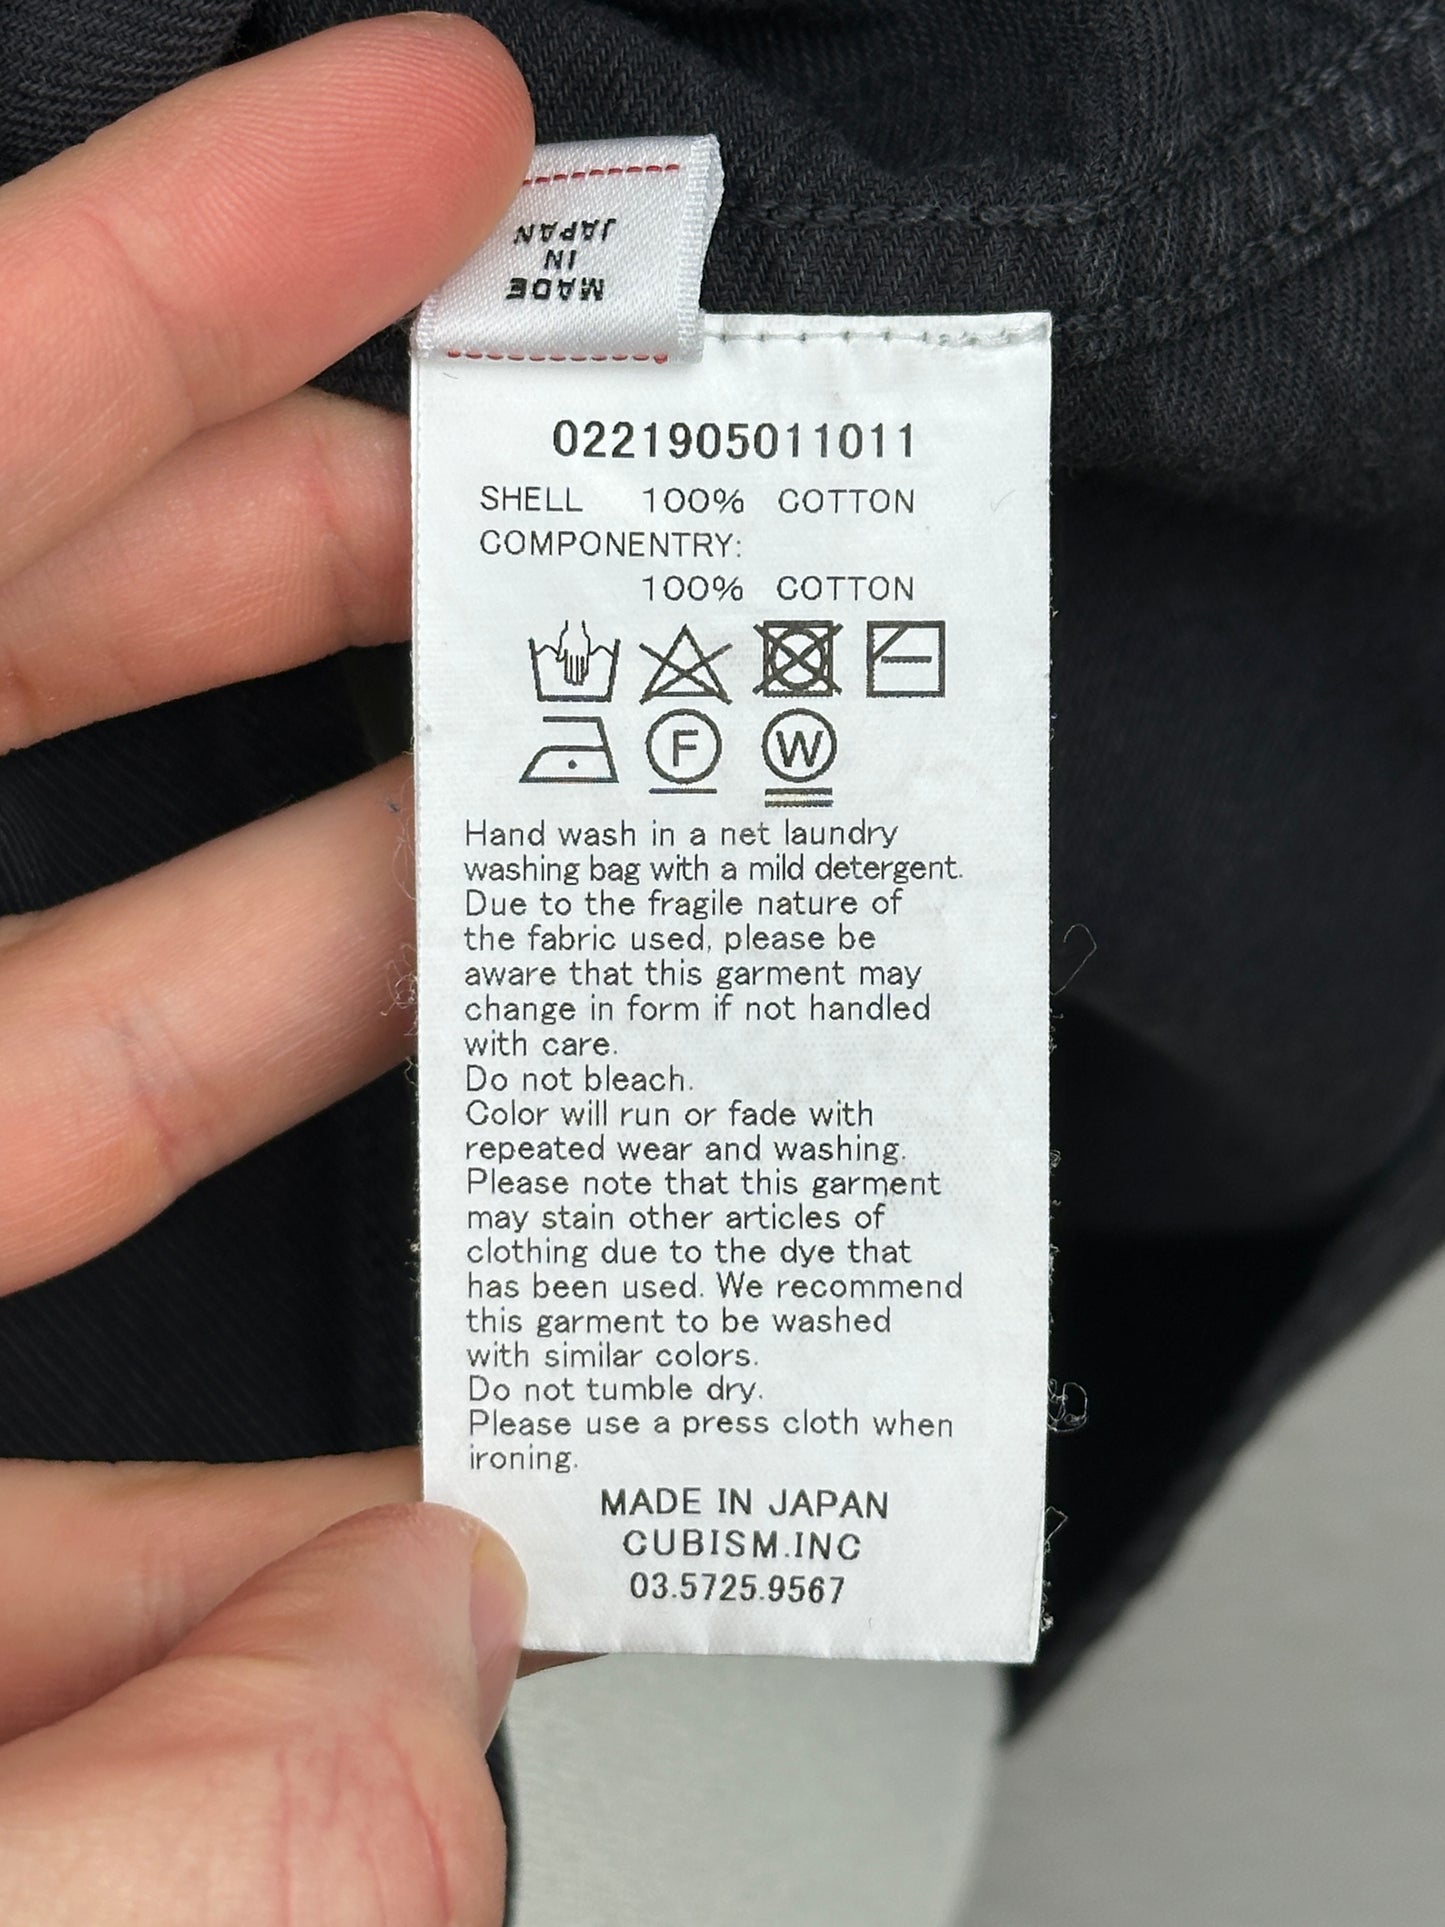 MADE
IN
JAPAN
0221905011011
SHELL 100% COTTON
COMPONENTRY:
100% COTTON
F W
Hand wash in a net laundry
washing bag with a mild detergent.
Due to the fragile nature of
the fabric used, please be
aware that this garment may
change in form if not handled
with care.
Do not bleach.
Color will run or fade with
repeated wear and washing.
Please note that this garment
may stain other articles of
clothing due to the dye that
has been used. We recommend
this garment to be washed
with similar colors.
Do not tumble dry.
Please use a press cloth when
ironing.
MADE IN JAPAN
CUBISM.INC
03.5725.9567